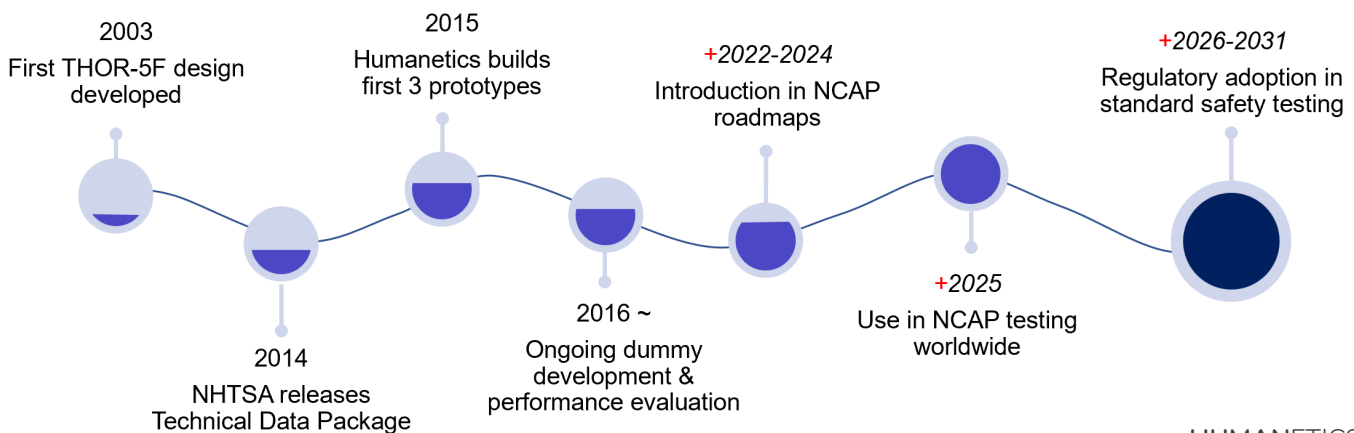 2003
First THOR-5F design
developed
2014
NHTSA releases
Technical Data Package
2015
Humanetics builds
first 3 prototypes
2016 ~
Ongoing dummy
development &
performance evaluation
+2022-2024
Introduction in NCAP
roadmaps
+2025
Use in NCAP testing
worldwide
+2026-2031
Regulatory adoption in
standard safety testing